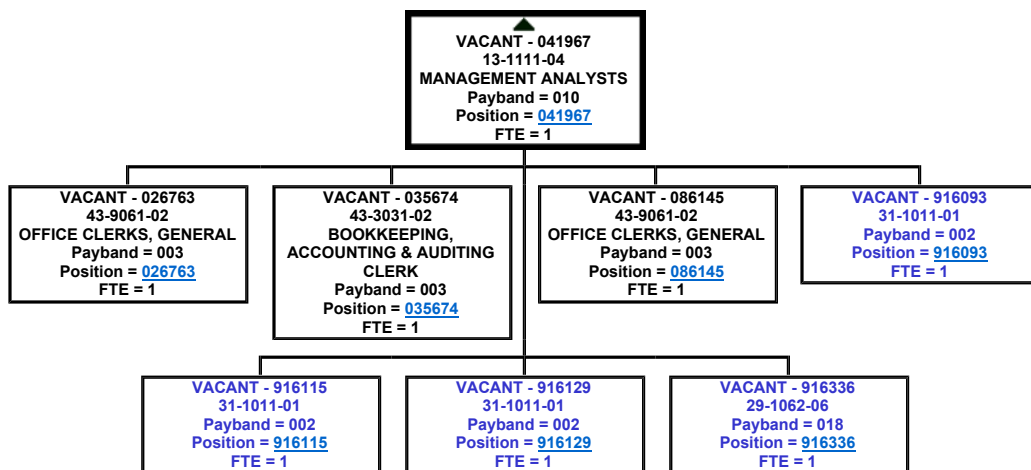 VACANT - 041967
13-1111-04
MANAGEMENT ANALYSTS
Payband = 010
Position = 041967
FTE = 1
VACANT - 026763
43-9061-02
OFFICE CLERKS, GENERAL
Payband = 003
Position = 026763
FTE = 1
VACANT - 035674
43-3031-02
BOOKKEEPING,
ACCOUNTING & AUDITING
CLERK
Payband = 003
Position = 035674
FTE = 1
VACANT - 086145
43-9061-02
OFFICE CLERKS, GENERAL
Payband = 003
Position = 086145
FTE = 1
VACANT - 916093
31-1011-01
Payband = 002
Position = 916093
FTE = 1
VACANT - 916115
31-1011-01
Payband = 002
Position = 916115
FTE = 1
VACANT - 916129
31-1011-01
Payband = 002
Position = 916129
FTE = 1
VACANT - 916336
29-1062-06
Payband = 018
Position = 916336
FTE = 1